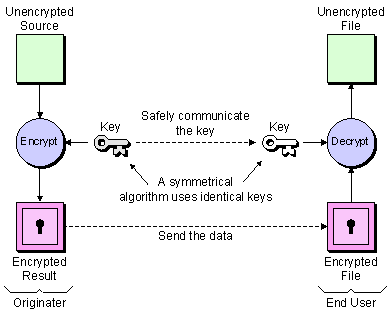 Unencrypted
Source
Unencrypted
File
Safely communicate
the key
Key
Key
Encrypt
Decrypt
A symmetrical
algorithm uses identical keys
Send the data
Encrypted
Result
Encrypted
File
Originater
End User